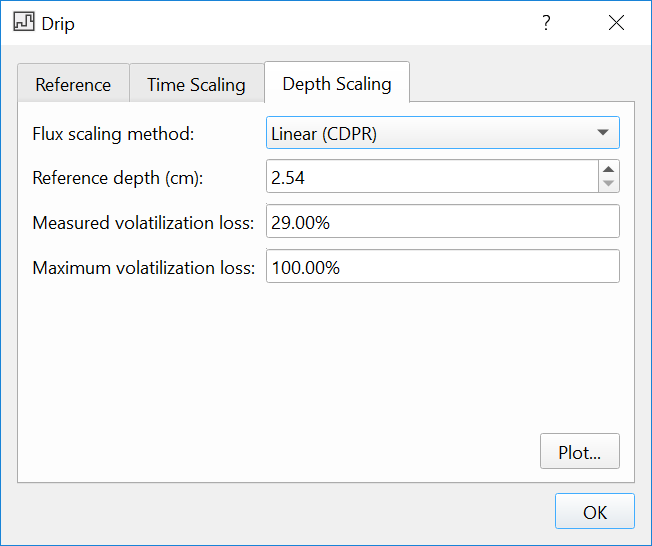 Drip
?
Reference Time Scaling Depth Scaling
Flux scaling method: Linear (CDPR)
Reference depth (cm): 2.54
Measured volatilization loss: 29.00%
Maximum volatilization loss: 100.00%
Plot...
OK